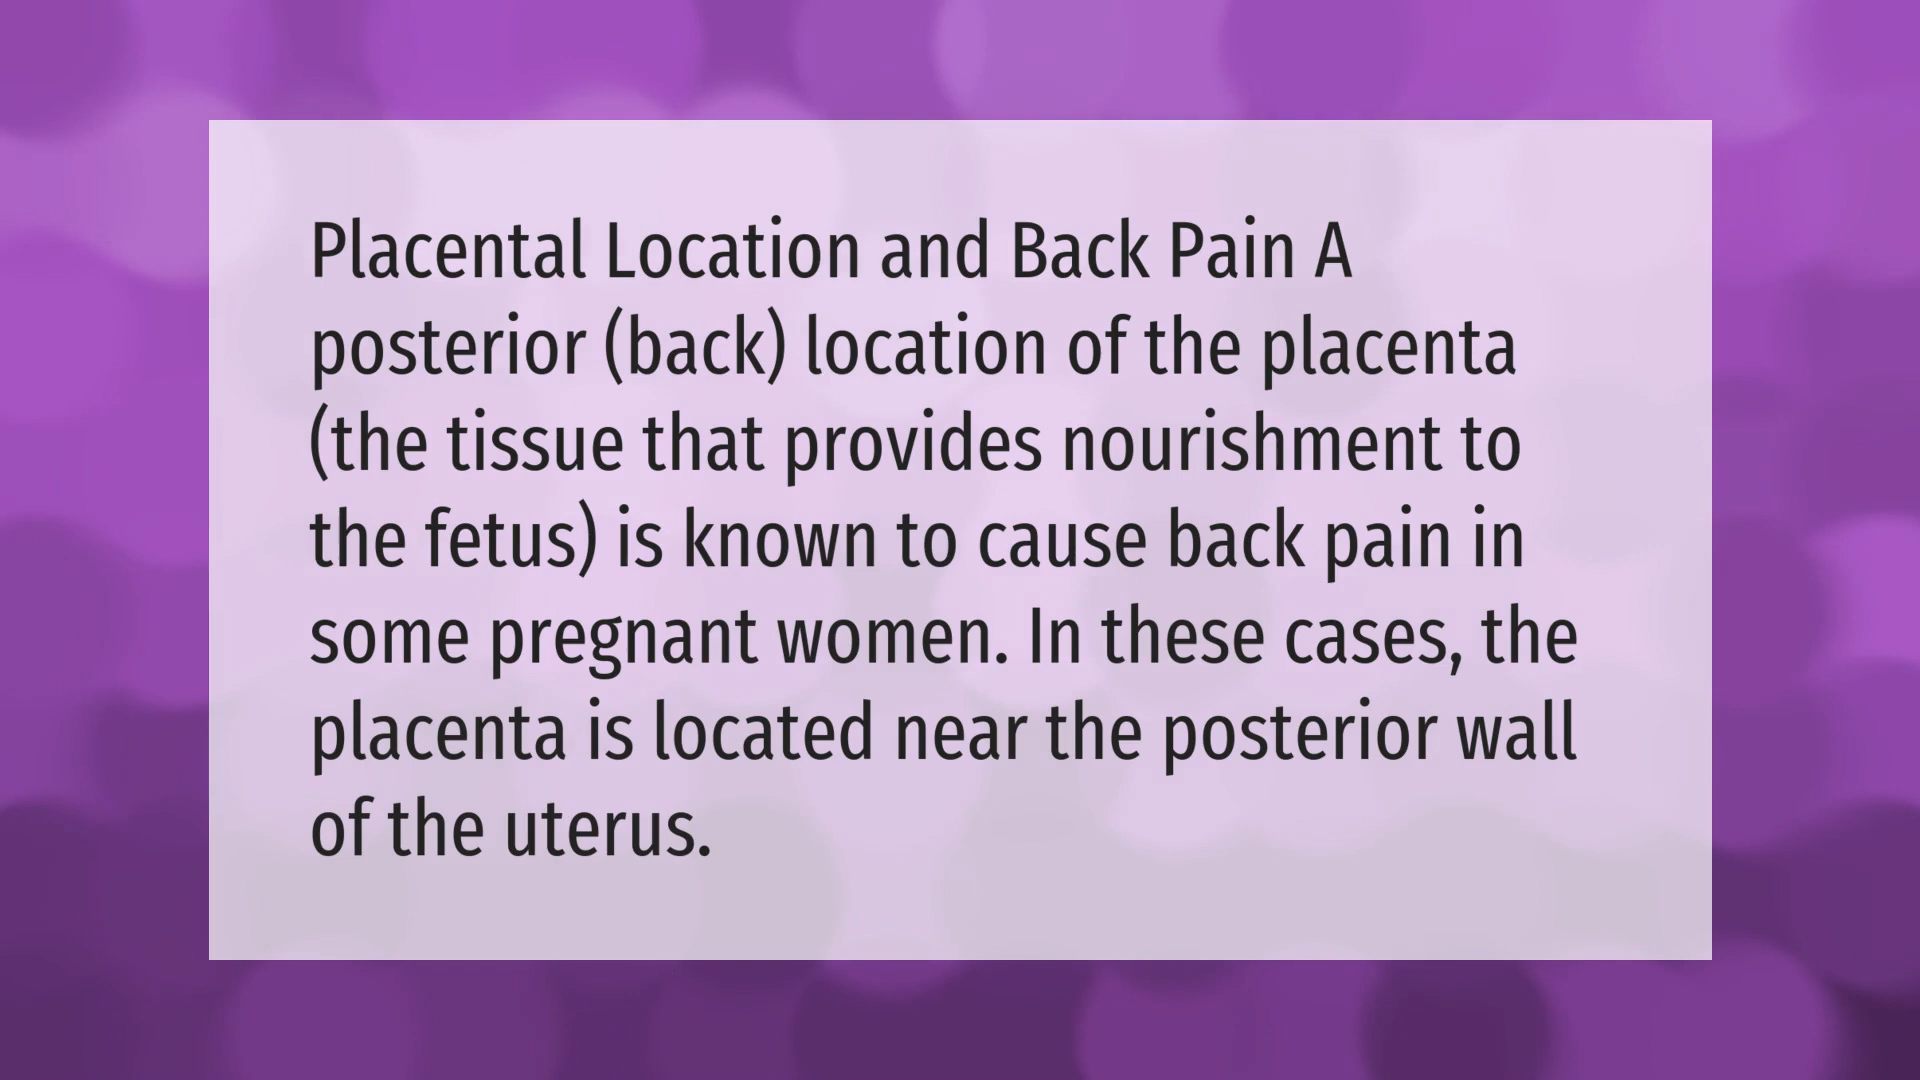 Placental Location and Back Pain A
posterior (back) location of the placenta
(the tissue that provides nourishment to
the fetus) is known to cause back pain in
some pregnant women. In these cases, the
placenta is located near the posterior wall
of the uterus.